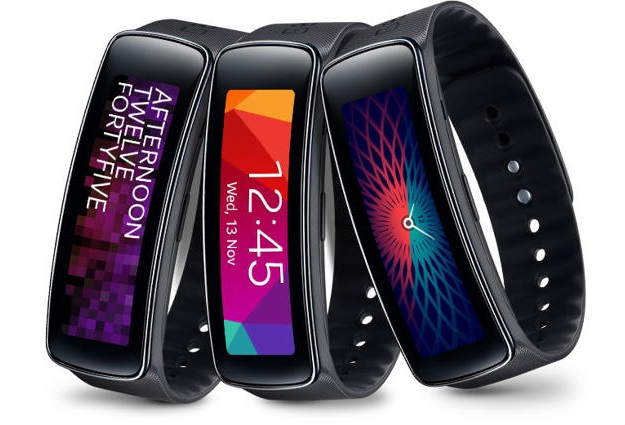 AFTERNOON
TWELVE
FORTYFIVE
12:45
Wed, 13 Nov